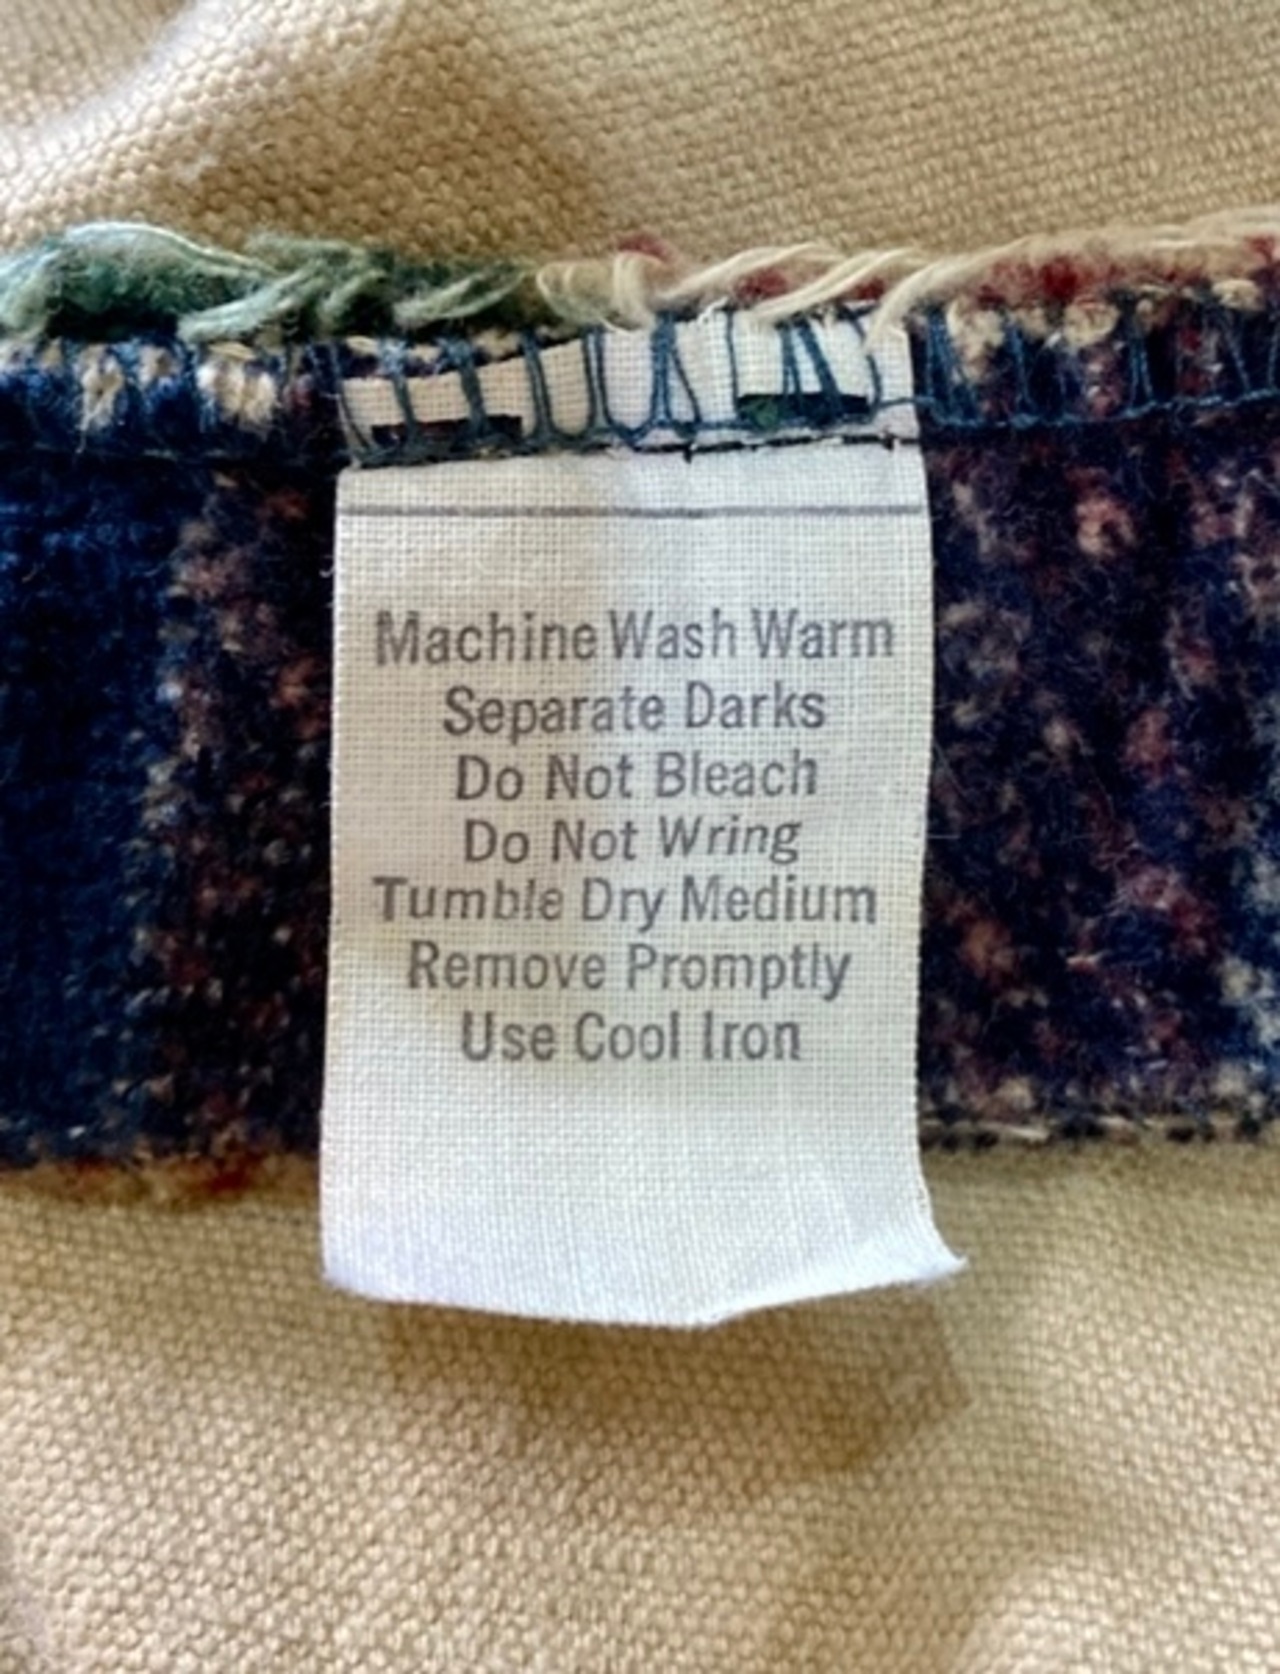 Machine Wash Warm
Separate Darks
Do Not Bleach
Do Not Wring
Tumble Dry Medium
Remove Promptly
Use Cool Iron